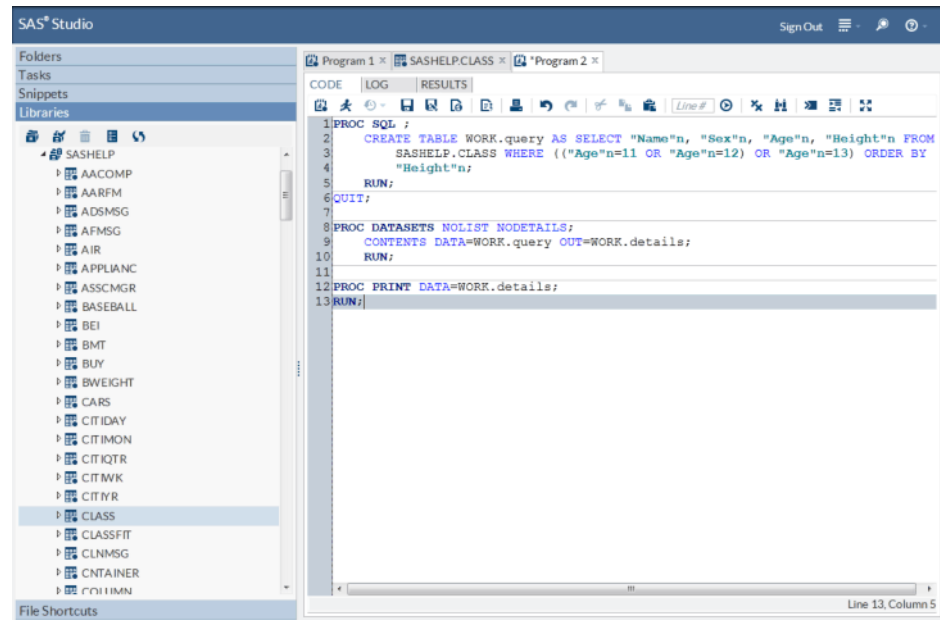 SAS® Studio
Sign Out
Folders
Tasks
Snippets
Libraries
SASHELP
AACOMP
AARFM
ADSMSG
AFMSG
AIR
APPLIANC
ASSCMGR
BASEBALL
BEI
BMT
BUY
BWEIGHT
CARS
CITIDAY
CITIMON
CITIQTR
CITIWK
CITIYR
CLASS
CLASSFIT
CLNMSG
CNTAINER
COLUMN
File Shortcuts
Program 1 × SASHELP.CLASS × *Program 2 ×
CODE LOG RESULTS
Line #
1 PROC SQL ;
2 CREATE TABLE WORK.query AS SELECT "Name"n, "Sex"n, "Age"n, "Height"n FROM
3 SASHELP.CLASS WHERE (("Age"n=11 OR "Age"n=12) OR "Age"n=13) ORDER BY
4 "Height"n;
5 RUN;
6 QUIT;
7
8 PROC DATASETS NOLIST NODETAILS;
9 CONTENTS DATA=WORK.query OUT=WORK.details;
10 RUN;
11
12 PROC PRINT DATA=WORK.details;
13 RUN;
Line 13, Column 5